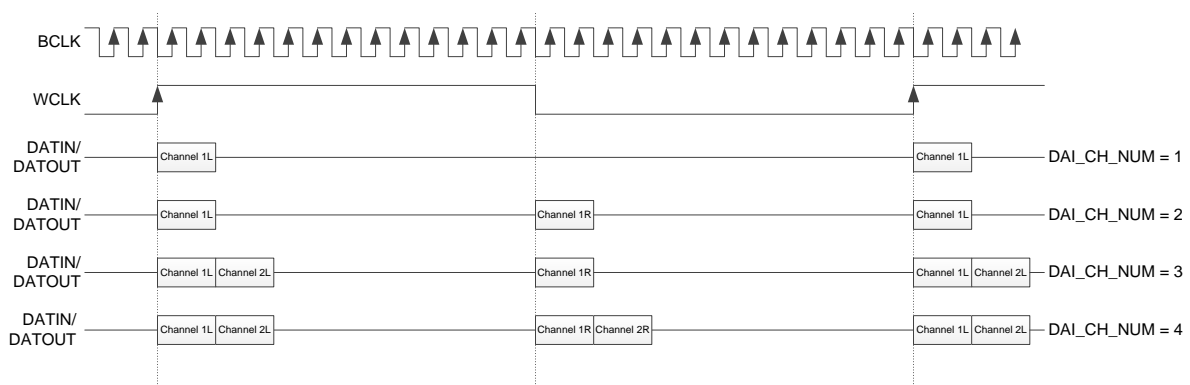 BCLK
WCLK
DATIN/
DATOUT
Channel 1L
Channel 1L
DAI_CH_NUM = 1
DATIN/
DATOUT
Channel 1L
Channel 1R
Channel 1L
DAI_CH_NUM = 2
DATIN/
DATOUT
Channel 1L
Channel 2L
Channel 1R
Channel 1L
Channel 2L
DAI_CH_NUM = 3
DATIN/
DATOUT
Channel 1L
Channel 2L
Channel 1R
Channel 2R
Channel 1L
Channel 2L
DAI_CH_NUM = 4